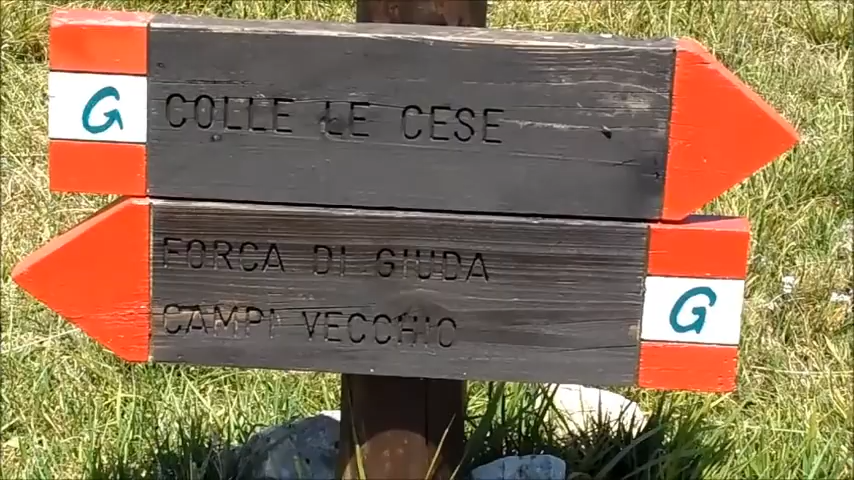 G COLLE LE CESE
FORCA DI GIUDA
CAMPI VECCHIO G